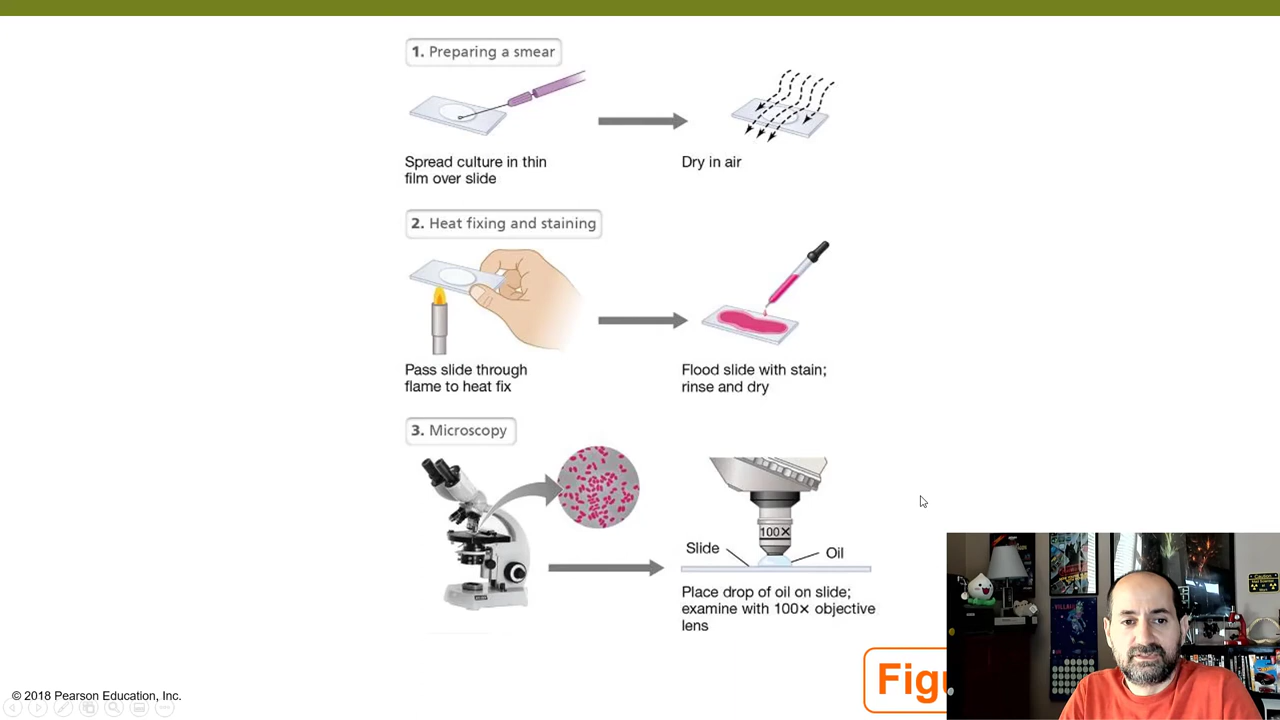 1. Preparing a smear
Spread culture in thin
film over slide
Dry in air
2. Heat fixing and staining
Pass slide through
flame to heat fix
Flood slide with stain;
rinse and dry
3. Microscopy
100X
Slide
Oil
Place drop of oil on slide;
examine with 100× objective
lens
© 2018 Pearson Education, Inc.
Caution